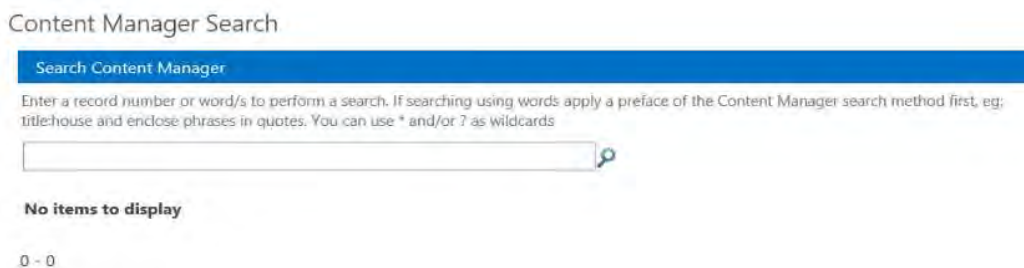 Content Manager Search
Search Content Manager
Enter a record number or word/s to perform a search. If searching using words apply a preface of the Content Manager search method first, eg:
title:house and enclose phrases in quotes. You can use * and/or ? as wildcards
No items to display
0 - 0